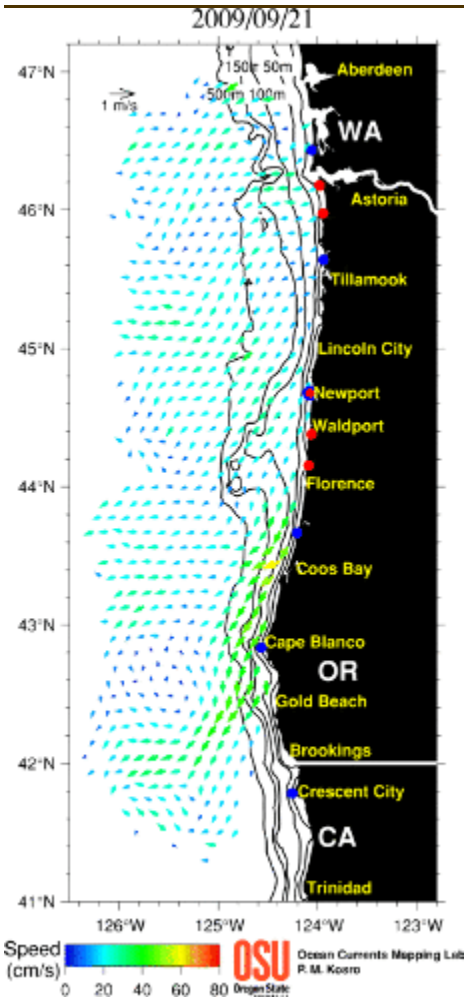 2009/09/21
47°N
150m 50m
Aberdeen
500m 100m
1 m/s
WA
46°N
Astoria
Tillamook
45°N
Lincoln City
Newport
Waldport
44°N
Florence
Coos Bay
43°N
Cape Blanco
OR
Gold Beach
Brookings
42°N
Crescent City
CA
41°N
Trinidad
126°W 125°W 124°W 123°W
Speed
(cm/s)
0 20 40 60 80
OSU
Oregon State
Ocean Currents Mapping Lab
P. M. Kosro